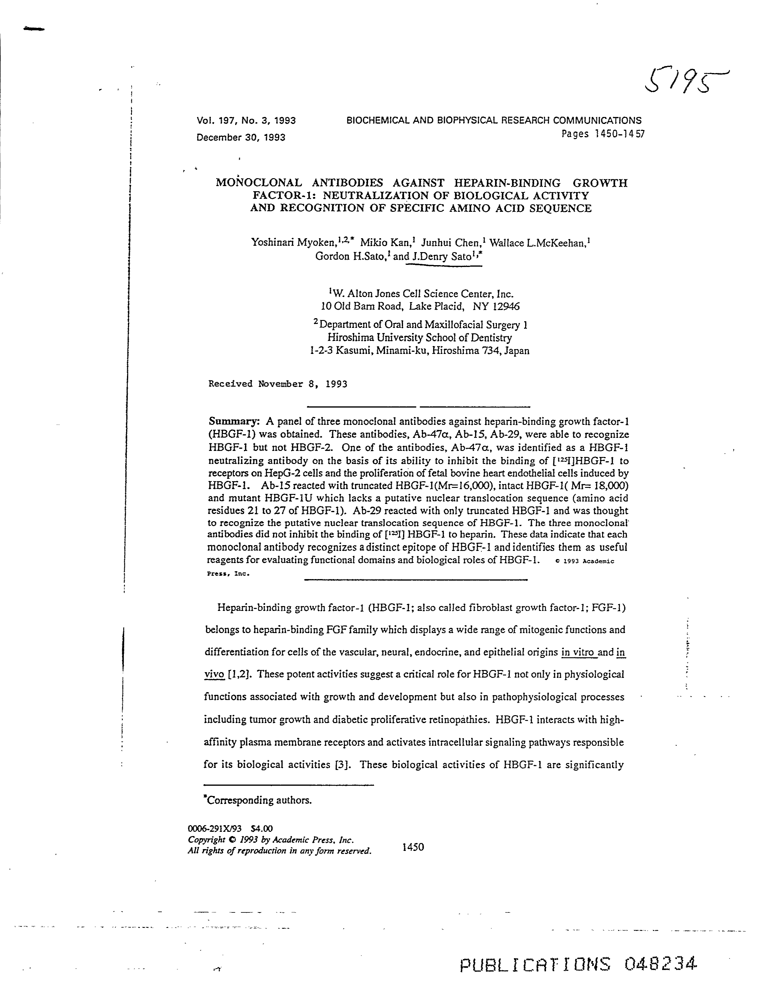 5195
Vol. 197, No. 3, 1993 BIOCHEMICAL AND BIOPHYSICAL RESEARCH COMMUNICATIONS
December 30, 1993 Pages 1450-1457
MONOCLONAL ANTIBODIES AGAINST HEPARIN-BINDING GROWTH
FACTOR-1: NEUTRALIZATION OF BIOLOGICAL ACTIVITY
AND RECOGNITION OF SPECIFIC AMINO ACID SEQUENCE
Yoshinari Myoken,1,2,* Mikio Kan,1 Junhui Chen,1 Wallace L.McKeehan,1
Gordon H.Sato,1 and J.Denry Sato1,*
1W. Alton Jones Cell Science Center, Inc.
10 Old Barn Road, Lake Placid, NY 12946
2 Department of Oral and Maxillofacial Surgery 1
Hiroshima University School of Dentistry
1-2-3 Kasumi, Minami-ku, Hiroshima 734, Japan
Received November 8, 1993
Summary: A panel of three monoclonal antibodies against heparin-binding growth factor-1
(HBGF-1) was obtained. These antibodies, Ab-47α, Ab-15, Ab-29, were able to recognize
HBGF-1 but not HBGF-2. One of the antibodies, Ab-47α, was identified as a HBGF-1
neutralizing antibody on the basis of its ability to inhibit the binding of [125I]HBGF-1 to
receptors on HepG-2 cells and the proliferation of fetal bovine heart endothelial cells induced by
HBGF-1. Ab-15 reacted with truncated HBGF-1(Mr=16,000), intact HBGF-1( Mr= 18,000)
and mutant HBGF-1U which lacks a putative nuclear translocation sequence (amino acid
residues 21 to 27 of HBGF-1). Ab-29 reacted with only truncated HBGF-1 and was thought
to recognize the putative nuclear translocation sequence of HBGF-1. The three monoclonal
antibodies did not inhibit the binding of [125I] HBGF-1 to heparin. These data indicate that each
monoclonal antibody recognizes a distinct epitope of HBGF-1 and identifies them as useful
reagents for evaluating functional domains and biological roles of HBGF-1. © 1993 Academic
Press, Inc.
Heparin-binding growth factor-1 (HBGF-1; also called fibroblast growth factor-1; FGF-1)
belongs to heparin-binding FGF family which displays a wide range of mitogenic functions and
differentiation for cells of the vascular, neural, endocrine, and epithelial origins in vitro and in
vivo [1,2]. These potent activities suggest a critical role for HBGF-1 not only in physiological
functions associated with growth and development but also in pathophysiological processes
including tumor growth and diabetic proliferative retinopathies. HBGF-1 interacts with high-
affinity plasma membrane receptors and activates intracellular signaling pathways responsible
for its biological activities [3]. These biological activities of HBGF-1 are significantly
*Corresponding authors.
0006-291X/93 $4.00
Copyright © 1993 by Academic Press, Inc.
All rights of reproduction in any form reserved. 1450
PUBLICATIONS 048234